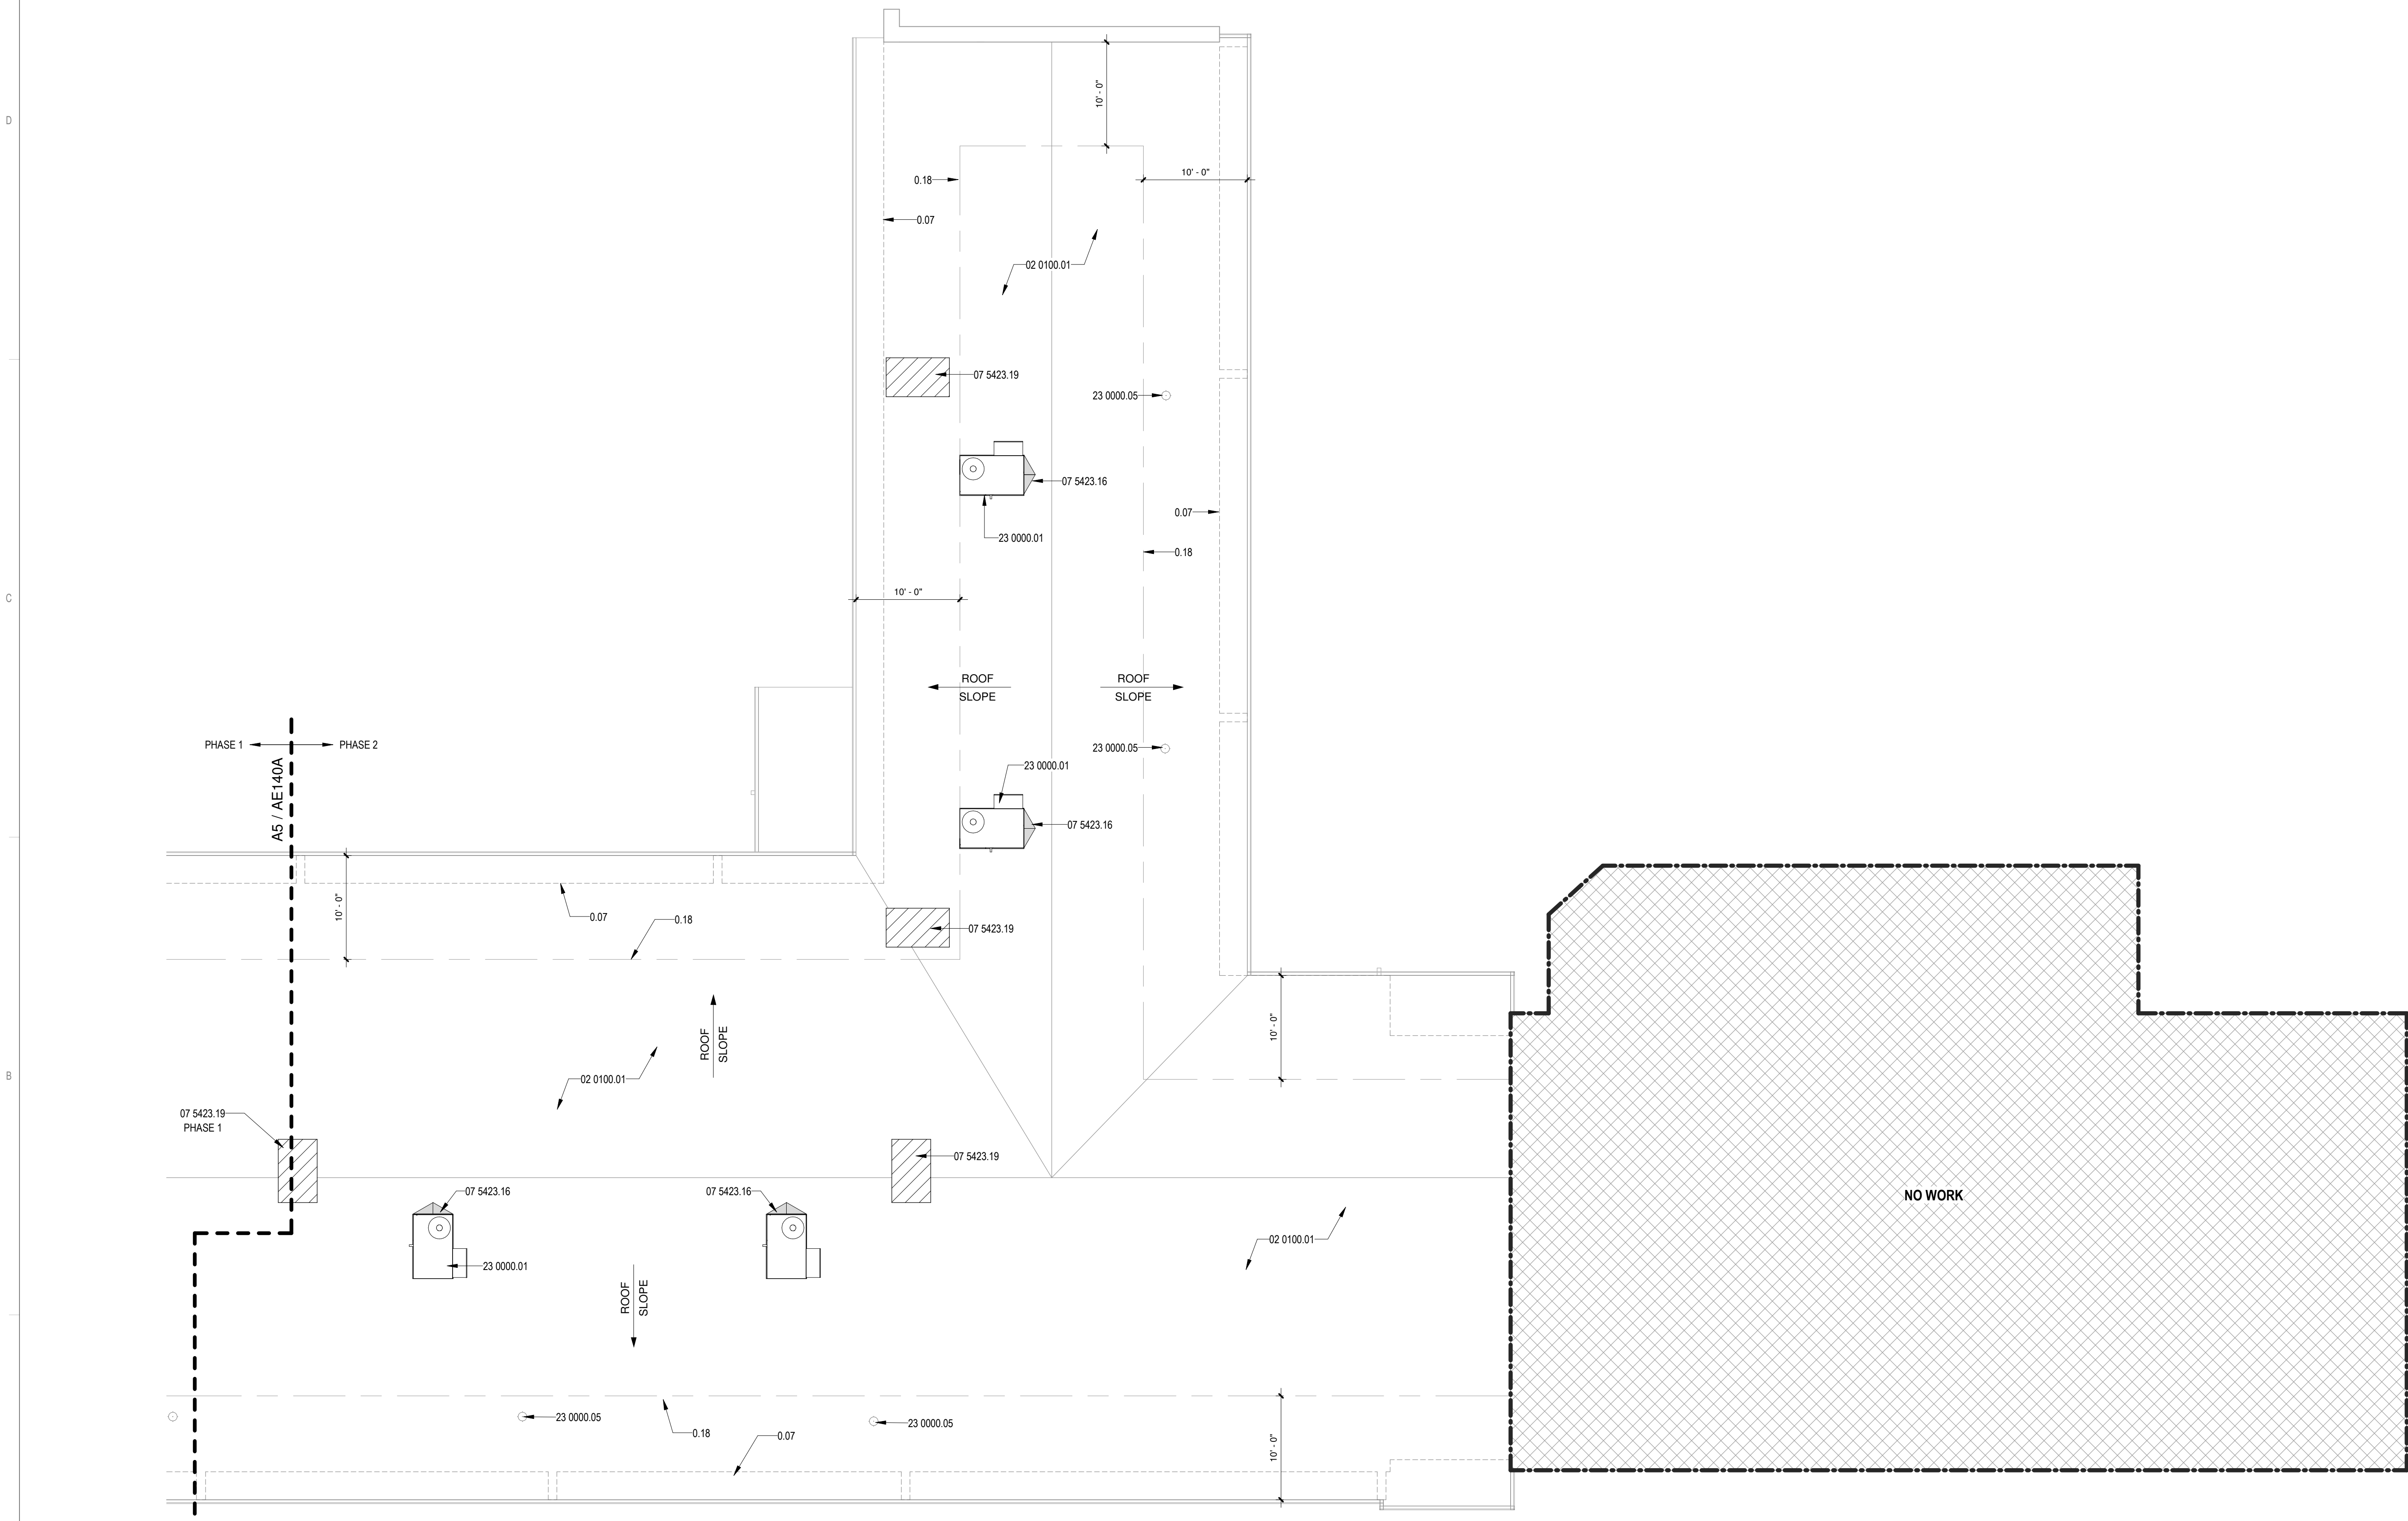 D
10' - 0"
10' - 0"
0.18
0.07
02 0100.01
07 5423.19
23 0000.05
07 5423.16
0.07
23 0000.01
0.18
10' - 0"
C
ROOF
SLOPE
ROOF
SLOPE
PHASE 1
PHASE 2
23 0000.05
23 0000.01
A5 / AE140A
07 5423.16
10' - 0"
0.07
0.18
07 5423.19
10' - 0"
ROOF
SLOPE
B
02 0100.01
07 5423.19
PHASE 1
07 5423.19
07 5423.16
07 5423.16
NO WORK
02 0100.01
23 0000.01
ROOF
SLOPE
23 0000.05
23 0000.05
0.18
0.07
10' - 0"